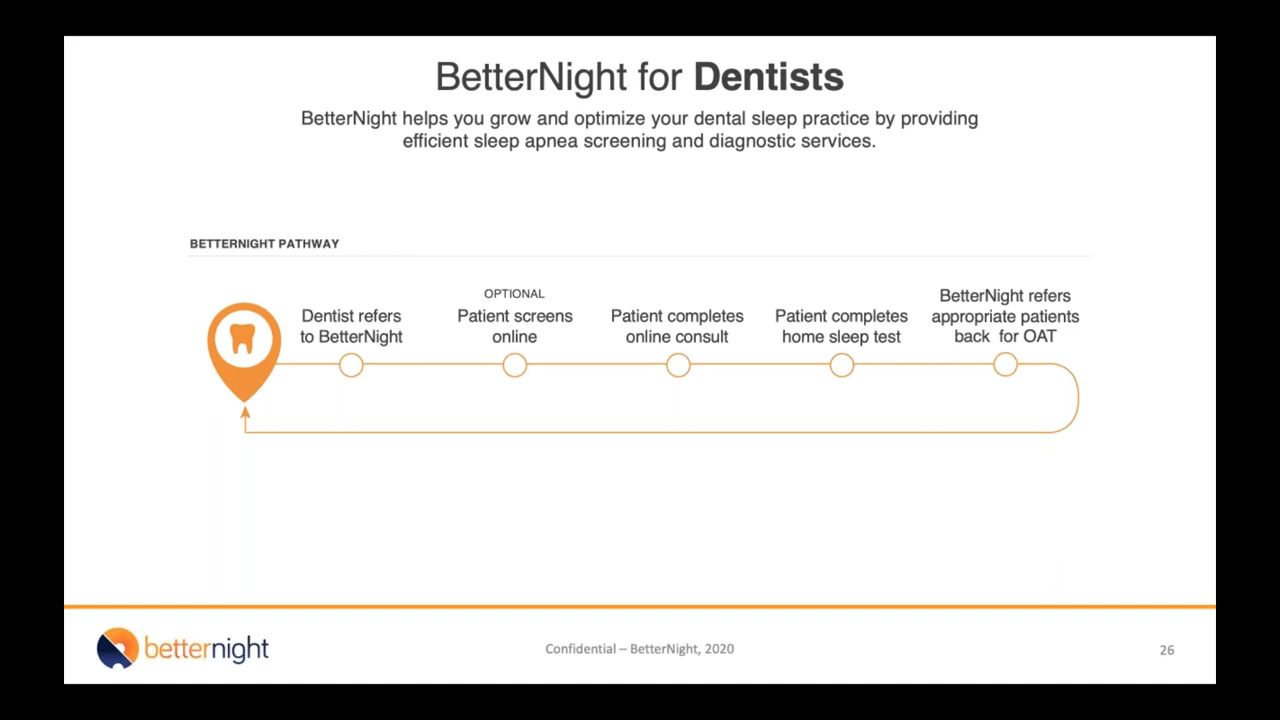 BetterNight for Dentists
BetterNight helps you grow and optimize your dental sleep practice by providing
efficient sleep apnea screening and diagnostic services.
BETTERNIGHT PATHWAY
Dentist refers
to BetterNight
OPTIONAL
Patient screens
online
Patient completes
online consult
Patient completes
home sleep test
BetterNight refers
appropriate patients
back for OAT
betternight
Confidential – BetterNight, 2020
26